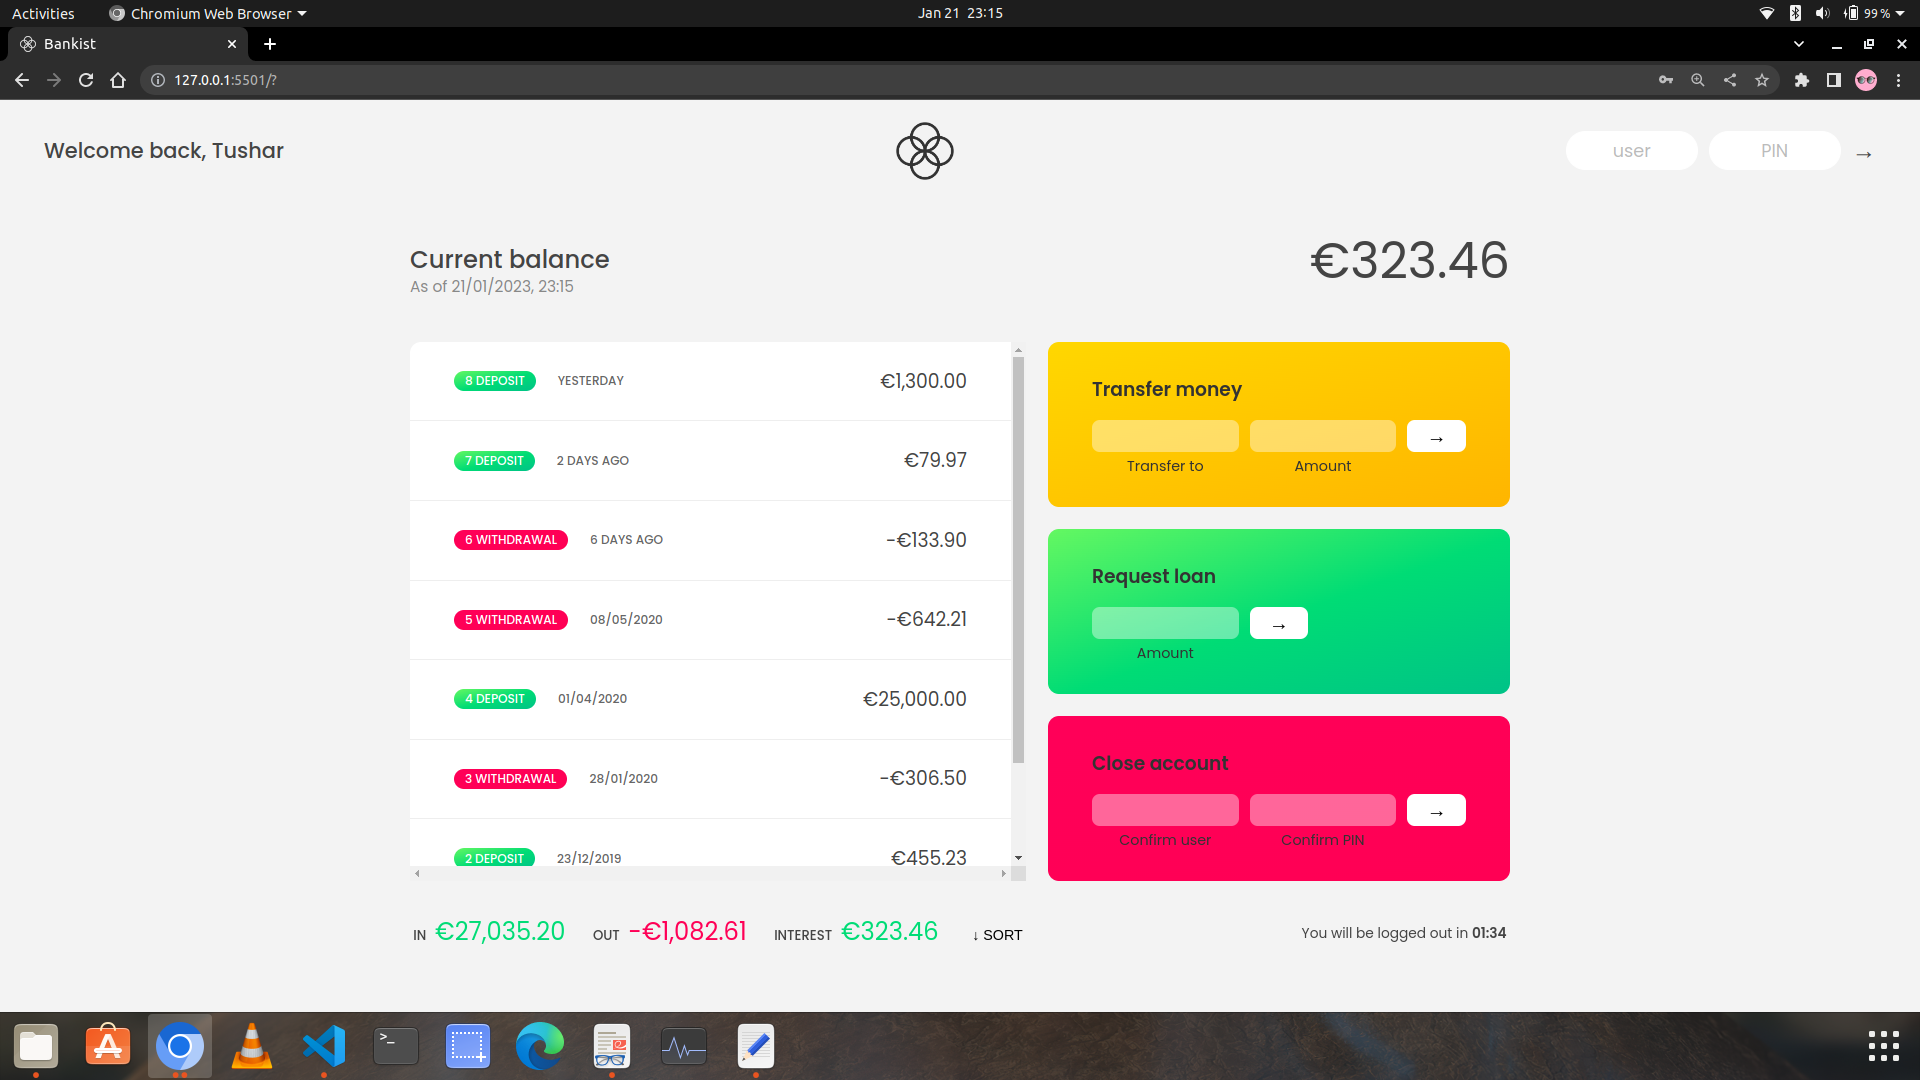 Activities
Chromium Web Browser
Jan 21 23:15
99 %
Bankist
127.0.0.1:5501/?
Welcome back, Tushar
user
PIN
→
Current balance
As of 21/01/2023, 23:15
€323.46
8 DEPOSIT YESTERDAY €1,300.00
7 DEPOSIT 2 DAYS AGO €79.97
6 WITHDRAWAL 6 DAYS AGO -€133.90
5 WITHDRAWAL 08/05/2020 -€642.21
4 DEPOSIT 01/04/2020 €25,000.00
3 WITHDRAWAL 28/01/2020 -€306.50
2 DEPOSIT 23/12/2019 €455.23
Transfer money
→
Transfer to Amount
Request loan
→
Amount
Close account
→
Confirm user Confirm PIN
IN €27,035.20 OUT -€1,082.61 INTEREST €323.46 ↓ SORT
You will be logged out in 01:34